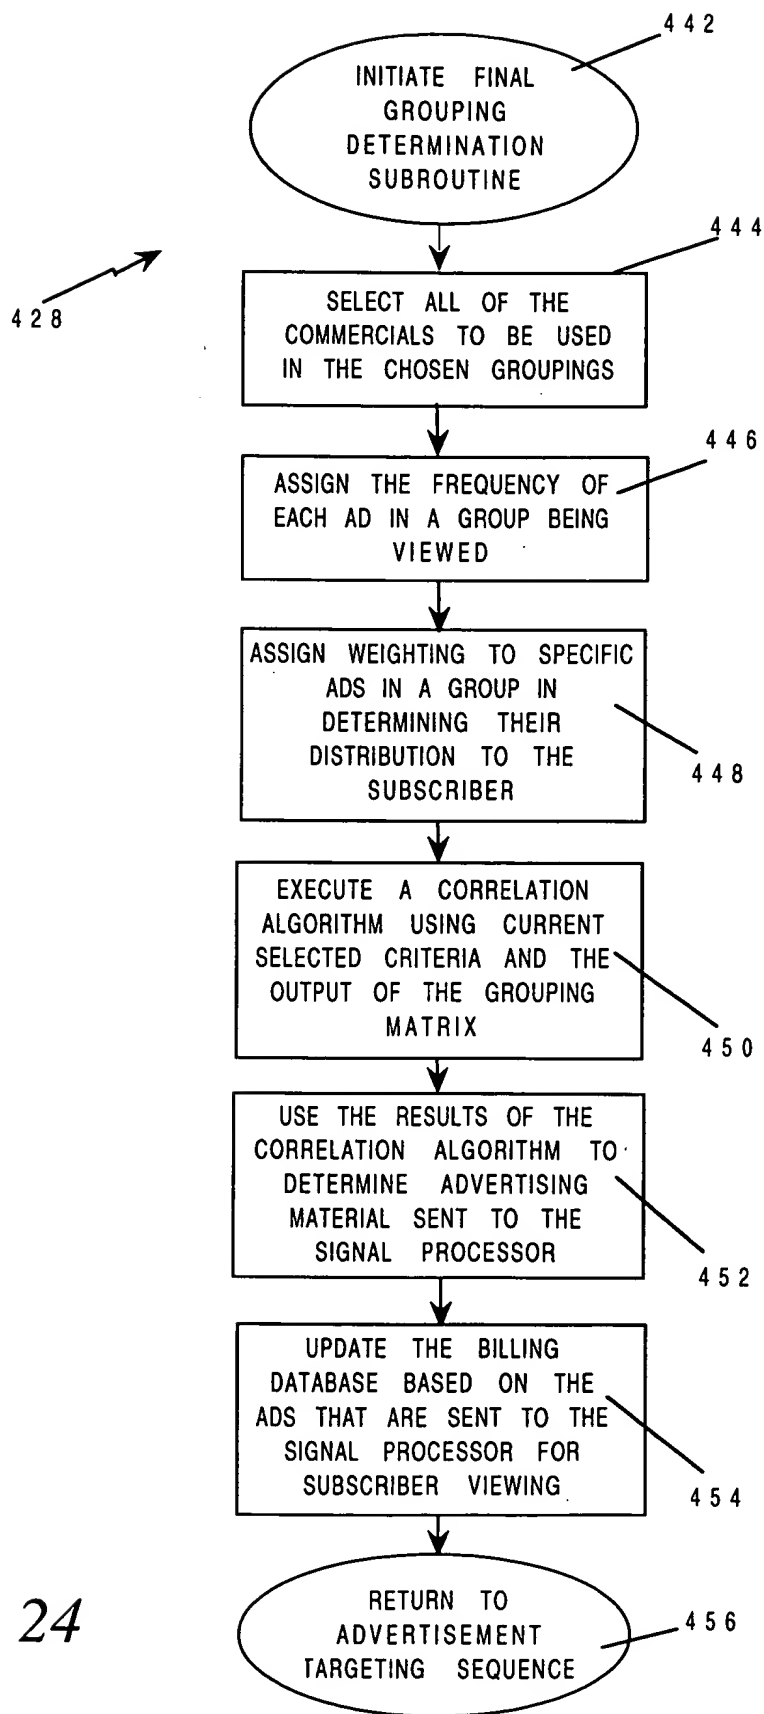 442
INITIATE FINAL
GROUPING
DETERMINATION
SUBROUTINE
444
428
SELECT ALL OF THE
COMMERCIALS TO BE USED
IN THE CHOSEN GROUPINGS
446
ASSIGN THE FREQUENCY OF
EACH AD IN A GROUP BEING
VIEWED
ASSIGN WEIGHTING TO SPECIFIC
ADS IN A GROUP IN
DETERMINING THEIR
DISTRIBUTION TO THE
SUBSCRIBER
448
EXECUTE A CORRELATION
ALGORITHM USING CURRENT
SELECTED CRITERIA AND THE
OUTPUT OF THE GROUPING
MATRIX
450
USE THE RESULTS OF THE
CORRELATION ALGORITHM TO
DETERMINE ADVERTISING
MATERIAL SENT TO THE
SIGNAL PROCESSOR
452
UPDATE THE BILLING
DATABASE BASED ON THE
ADS THAT ARE SENT TO THE
SIGNAL PROCESSOR FOR
SUBSCRIBER VIEWING
454
RETURN TO
ADVERTISEMENT
TARGETING SEQUENCE
456
24